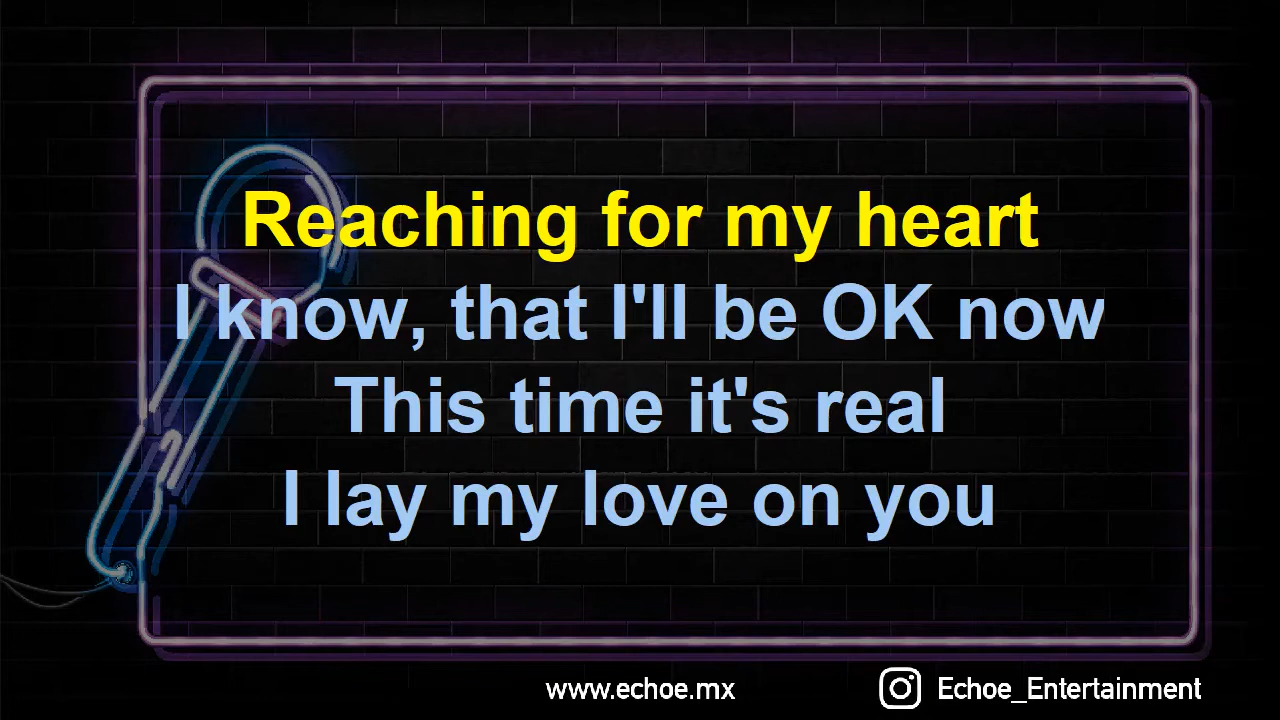 Reaching for my heart
I know, that I'll be OK now
This time it's real
I lay my love on you
www.echoe.mx
Echoe_Entertainment